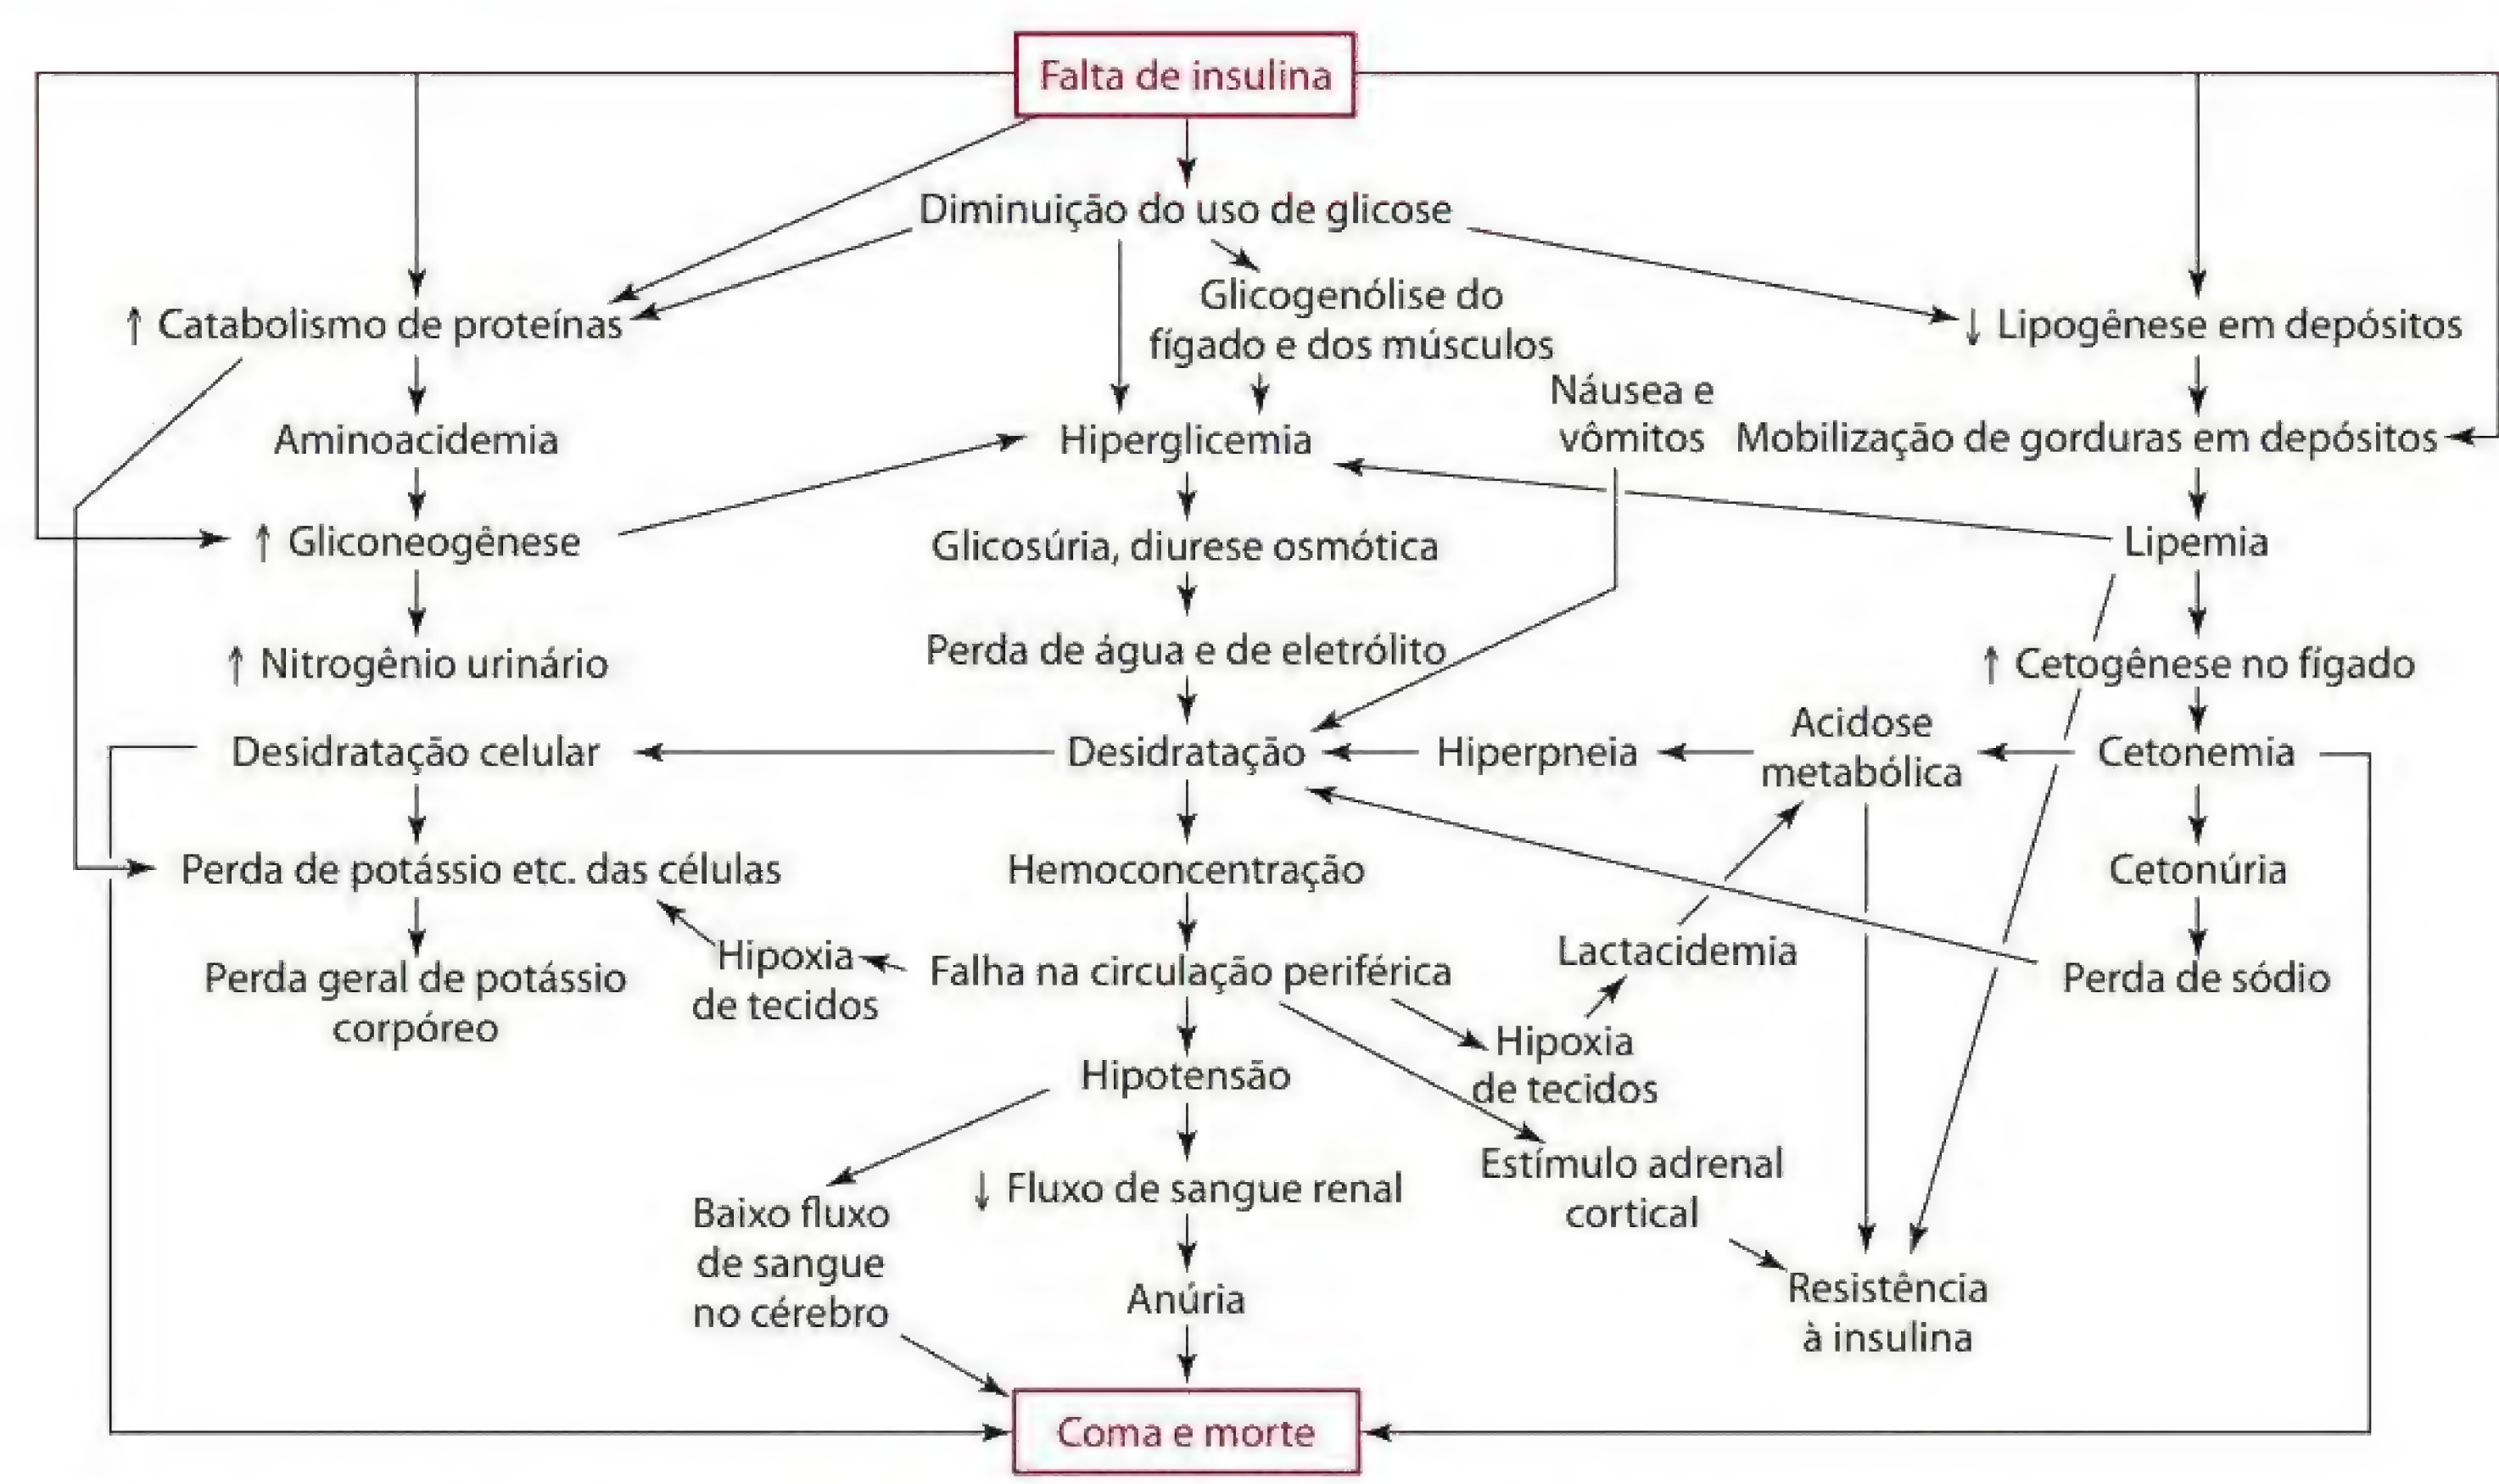 Falta de insulina
Diminuição do uso de glicose
Glicogenólise do
fígado e dos músculos
↑ Catabolismo de proteínas
↓ Lipogênese em depósitos
Náusea e
vômitos
Aminoacidemia
Hiperglicemia
Mobilização de gorduras em depósitos
↑ Gliconeogênese
Glicosúria, diurese osmótica
Lipemia
↑ Nitrogênio urinário
Perda de água e de eletrólito
↑ Cetogênese no fígado
Desidratação celular
Desidratação
Hiperpneia
Acidose
metabólica
Cetonemia
Perda de potássio etc. das células
Hemoconcentração
Cetonúria
Perda geral de potássio
corpóreo
Hipoxia
de tecidos
Falha na circulação periférica
Lactacidemia
Perda de sódio
Hipoxia
de tecidos
Hipotensão
Estímulo adrenal
cortical
Baixo fluxo
de sangue
no cérebro
↓ Fluxo de sangue renal
Anúria
Resistência
à insulina
Coma e morte